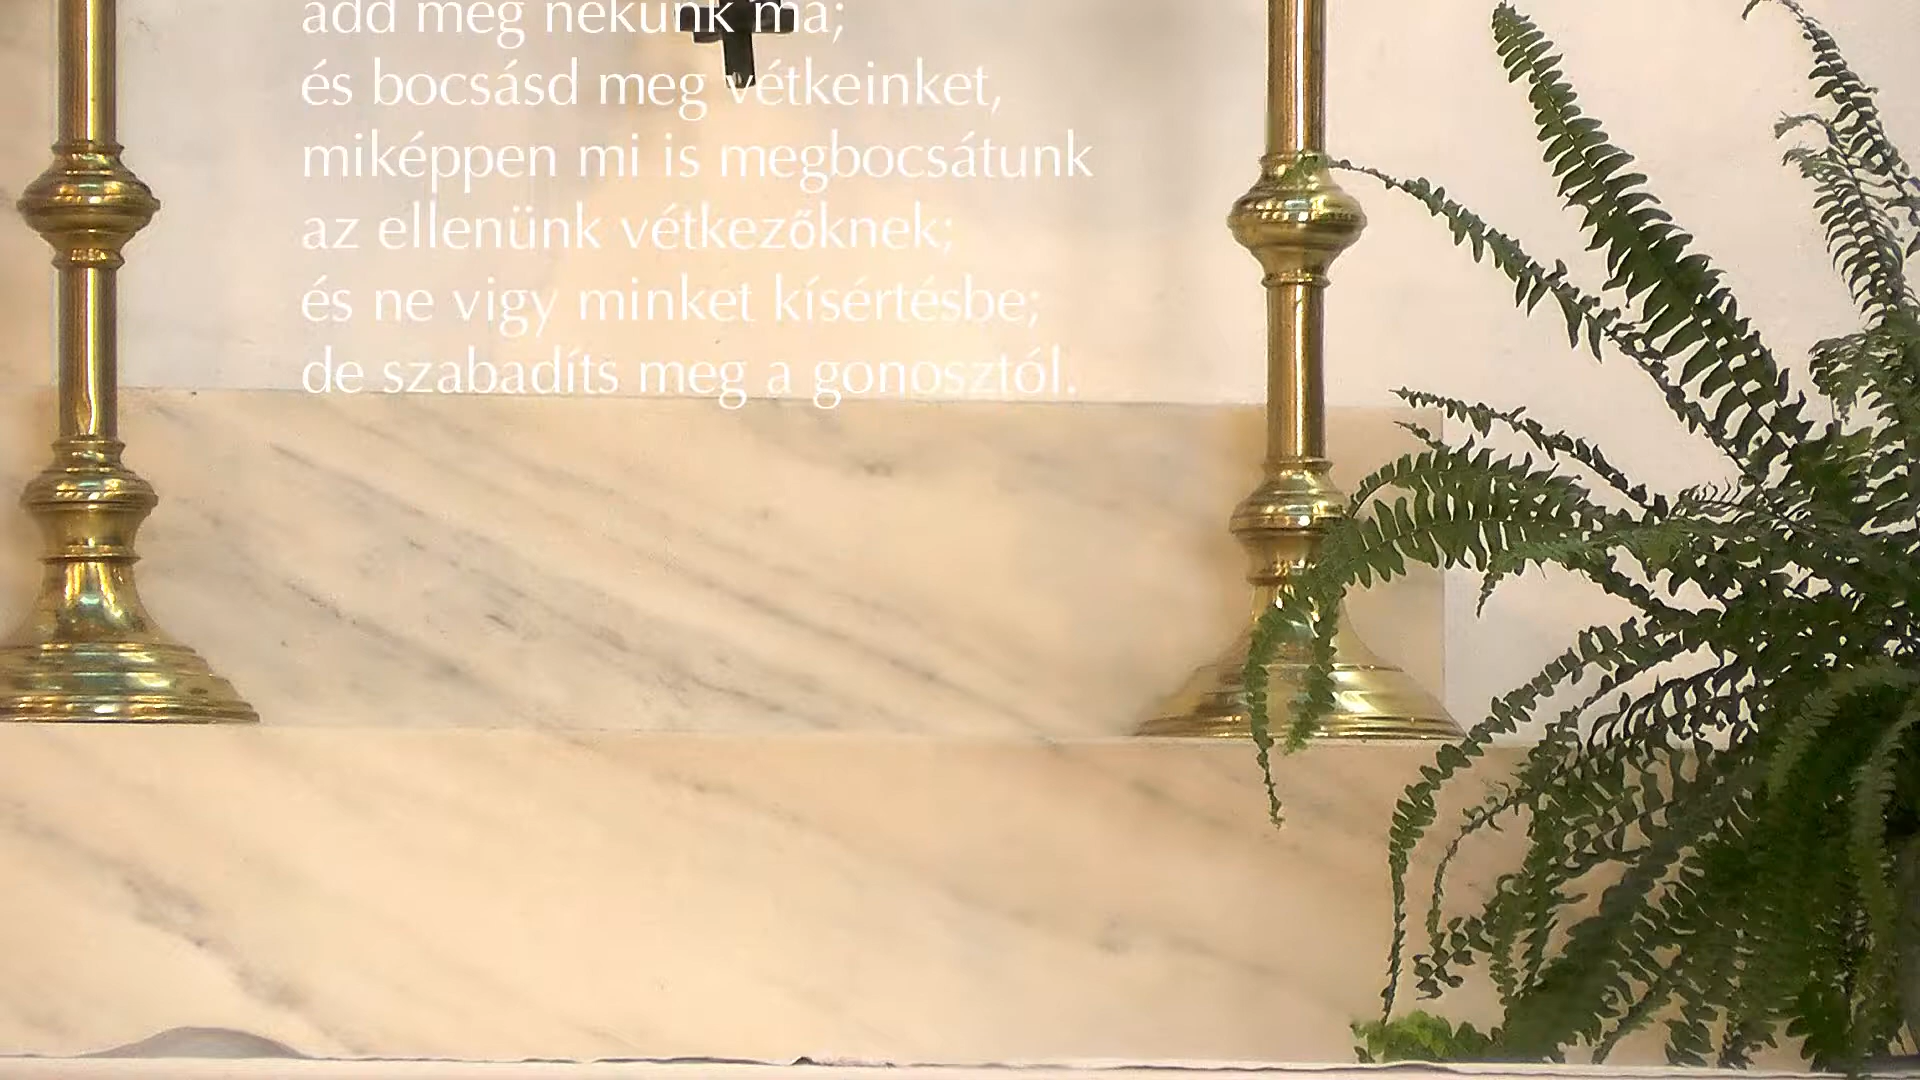 add meg nekünk ma;
és bocsásd meg vétkeinket,
miképpen mi is megbocsátunk
az ellenünk vétkezőknek;
és ne vigy minket kísértésbe;
de szabadíts meg a gonosztól.